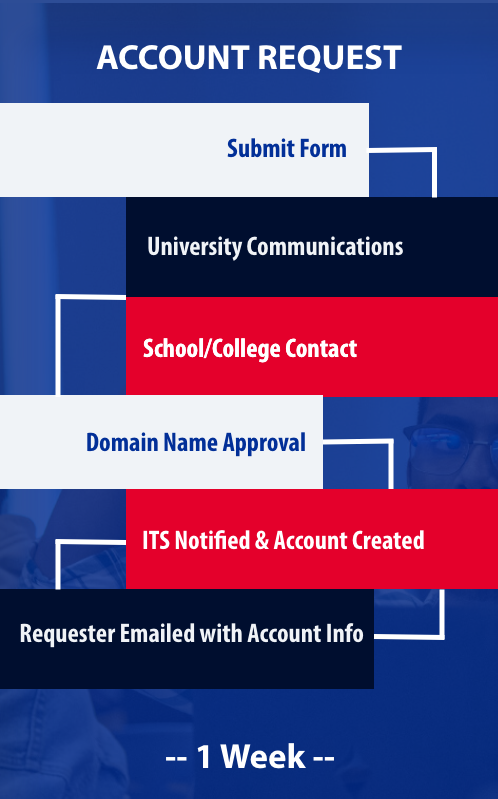 ACCOUNT REQUEST
Submit Form
University Communications
School/College Contact
Domain Name Approval
ITS Notified & Account Created
Requester Emailed with Account Info
-- 1 Week --